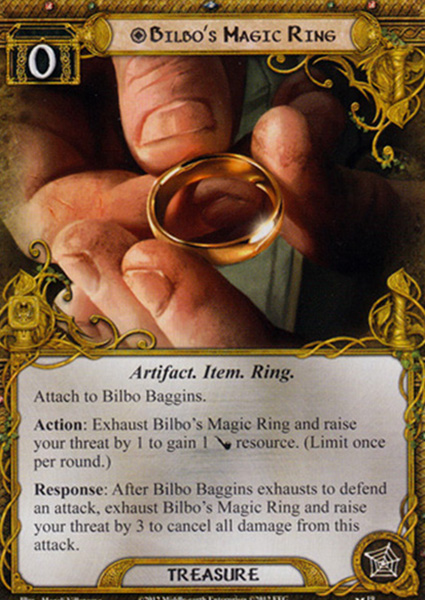 0
Bilbo's Magic Ring
Artifact. Item. Ring.
Attach to Bilbo Baggins.
Action: Exhaust Bilbo's Magic Ring and raise
your threat by 1 to gain 1 resource. (Limit once
per round.)
Response: After Bilbo Baggins exhausts to defend
an attack, exhaust Bilbo's Magic Ring and raise
your threat by 3 to cancel all damage from this
attack.
TREASURE